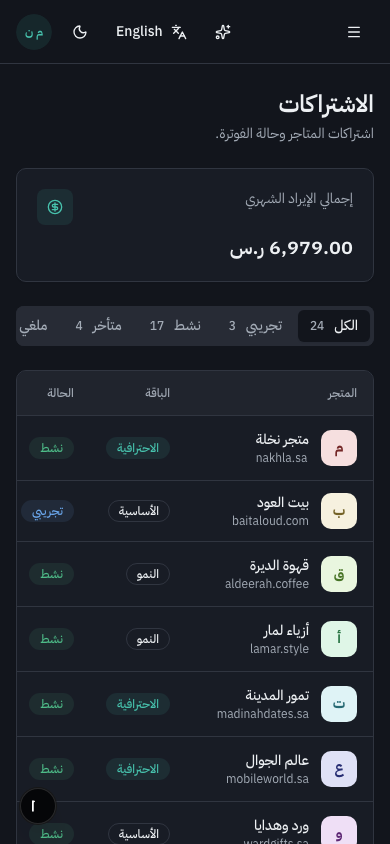 English
م ن
الاشتراكات
اشتراكات المتاجر وحالة الفوترة.
إجمالي الإيراد الشهري
6,979.00 ر.س
الكل 24 تجريبي 3 نشط 17 متأخر 4 ملغي
المتجر الباقة الحالة
م متجر نخلة الاحترافية نشط
nakhla.sa
ب بيت العود الأساسية تجريبي
baitaloud.com
ق قهوة الديرة النمو نشط
aldeerah.coffee
أ أزياء لمار النمو نشط
lamar.style
ت تمور المدينة الاحترافية نشط
madinahdates.sa
ع عالم الجوال الاحترافية نشط
mobileworld.sa
و ورد وهدايا الأساسية نشط
wardgifts.sa